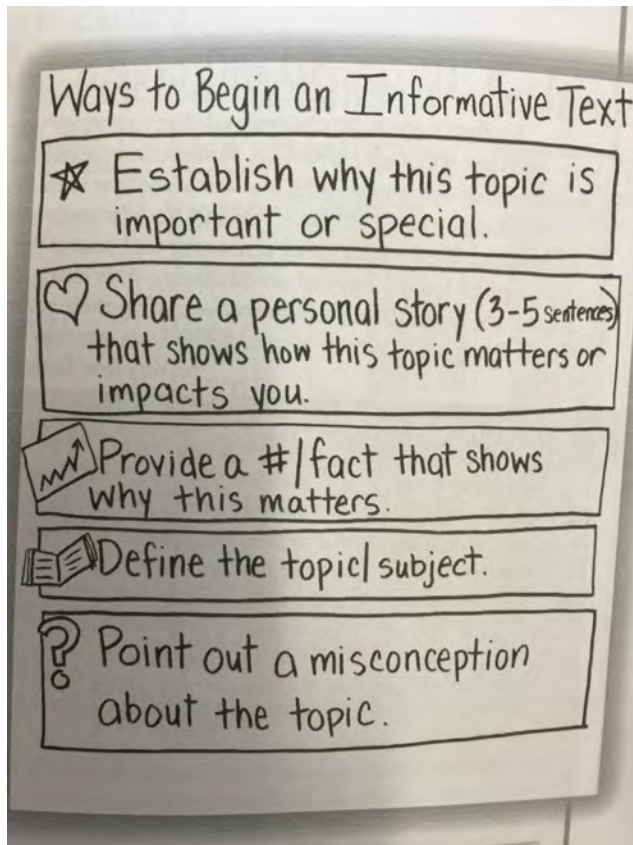 Ways to Begin an Informative Text
Establish why this topic is
important or special.
Share a personal story (3-5 sentences)
that shows how this topic matters or
impacts you.
Provide a #/fact that shows
why this matters.
Define the topic/subject.
Point out a misconception
about the topic.